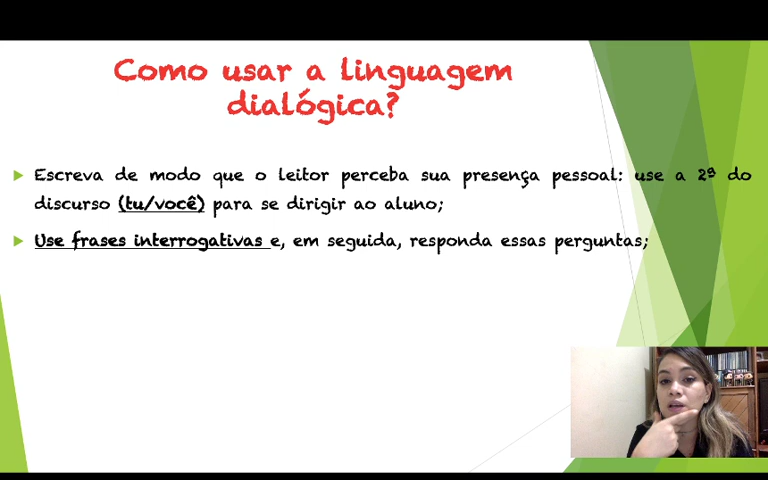 Como usar a linguagem
dialógica?
Escreva de modo que o leitor perceba sua presença pessoal: use a 2ª do
discurso (tu/você) para se dirigir ao aluno;
Use frases interrogativas e, em seguida, responda essas perguntas;